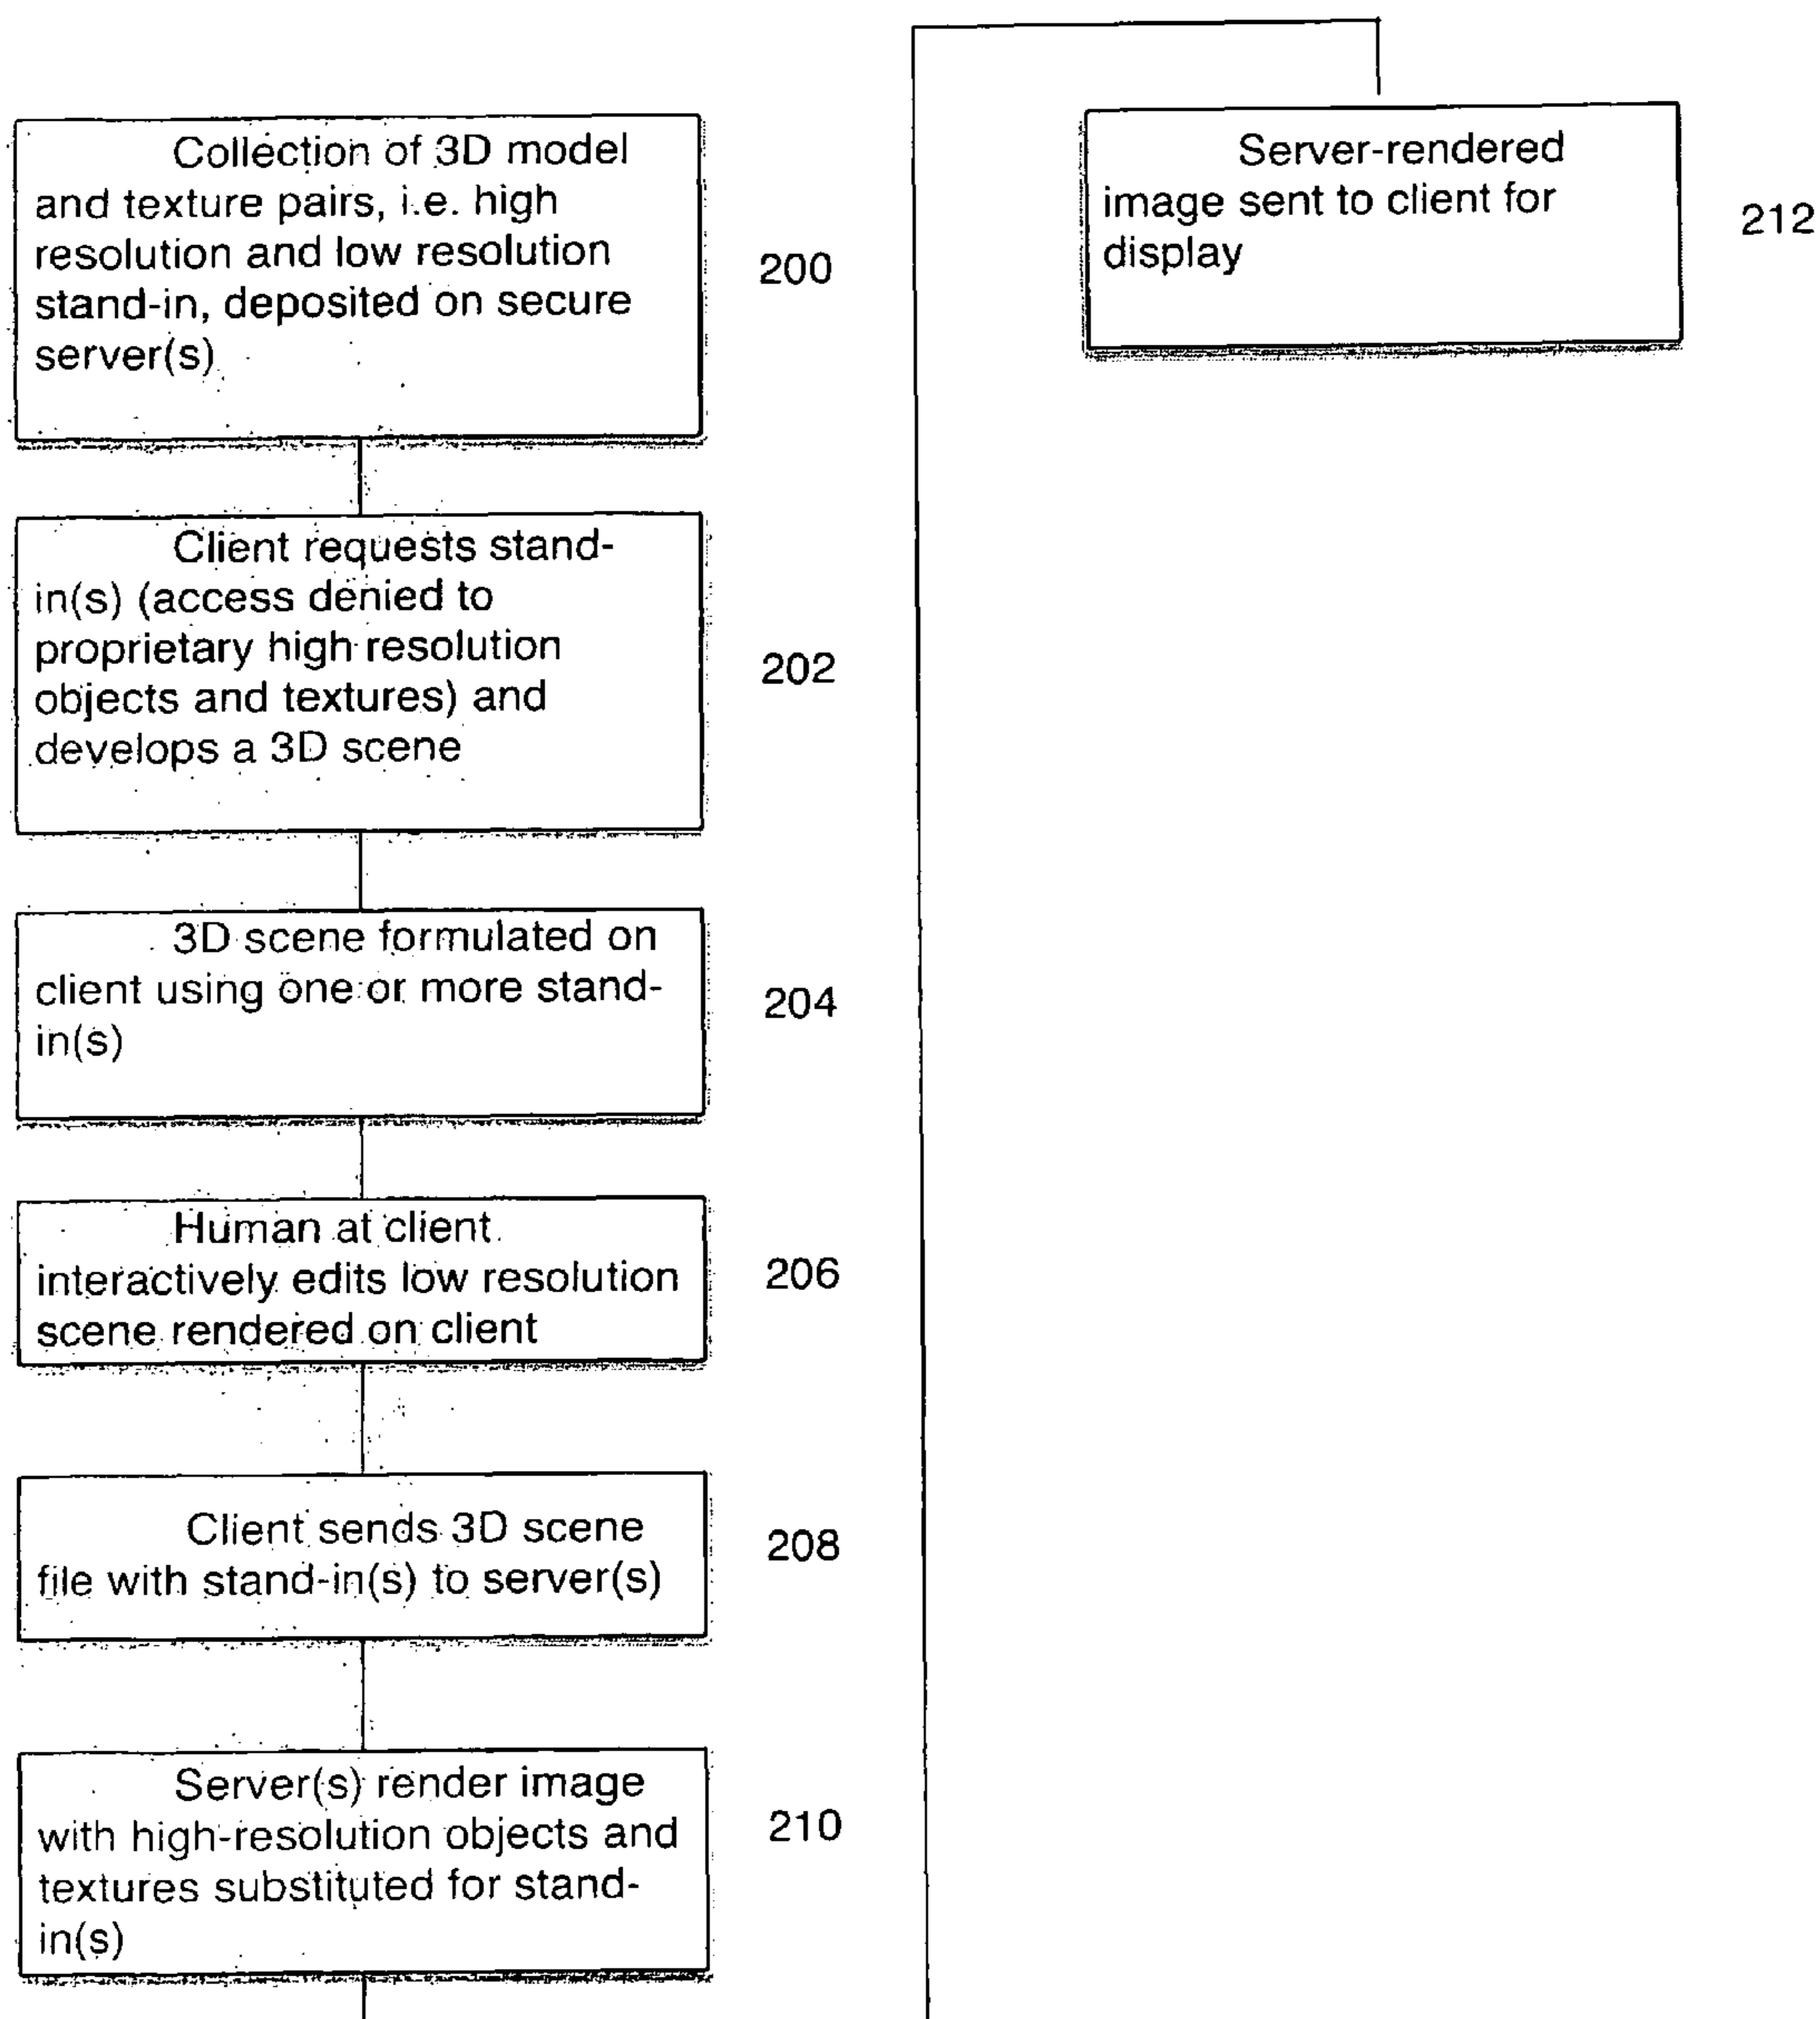 Collection of 3D model
and texture pairs, i.e. high
resolution and low resolution
stand-in, deposited on secure
server(s)
200
Client requests stand-
in(s) (access denied to
proprietary high resolution
objects and textures) and
develops a 3D scene
202
3D scene formulated on
client using one or more stand-
in(s)
204
Human at client
interactively edits low resolution
scene rendered on client
206
Client sends 3D scene
file with stand-in(s) to server(s)
208
Server(s) render image
with high-resolution objects and
textures substituted for stand-
in(s)
210
Server-rendered
image sent to client for
display
212